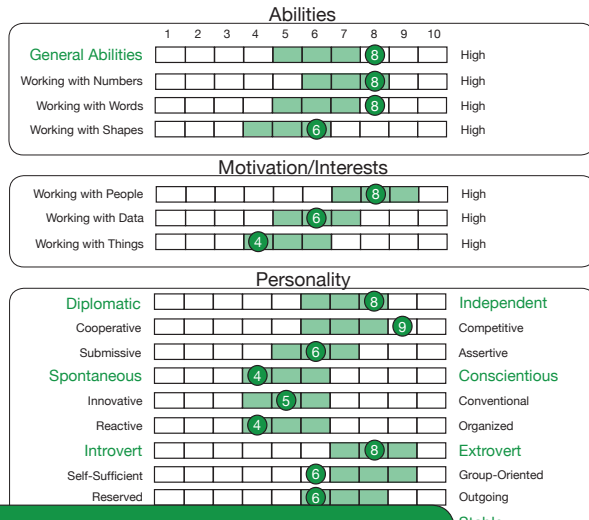 Abilities
1 2 3 4 5 6 7 8 9 10
General Abilities 8 High
Working with Numbers 8 High
Working with Words 8 High
Working with Shapes 6 High
Motivation/Interests
Working with People 8 High
Working with Data 6 High
Working with Things 4 High
Personality
Diplomatic 8 Independent
Cooperative 9 Competitive
Submissive 6 Assertive
Spontaneous 4 Conscientious
Innovative 5 Conventional
Reactive 4 Organized
Introvert 8 Extrovert
Self-Sufficient 6 Group-Oriented
Reserved 6 Outgoing